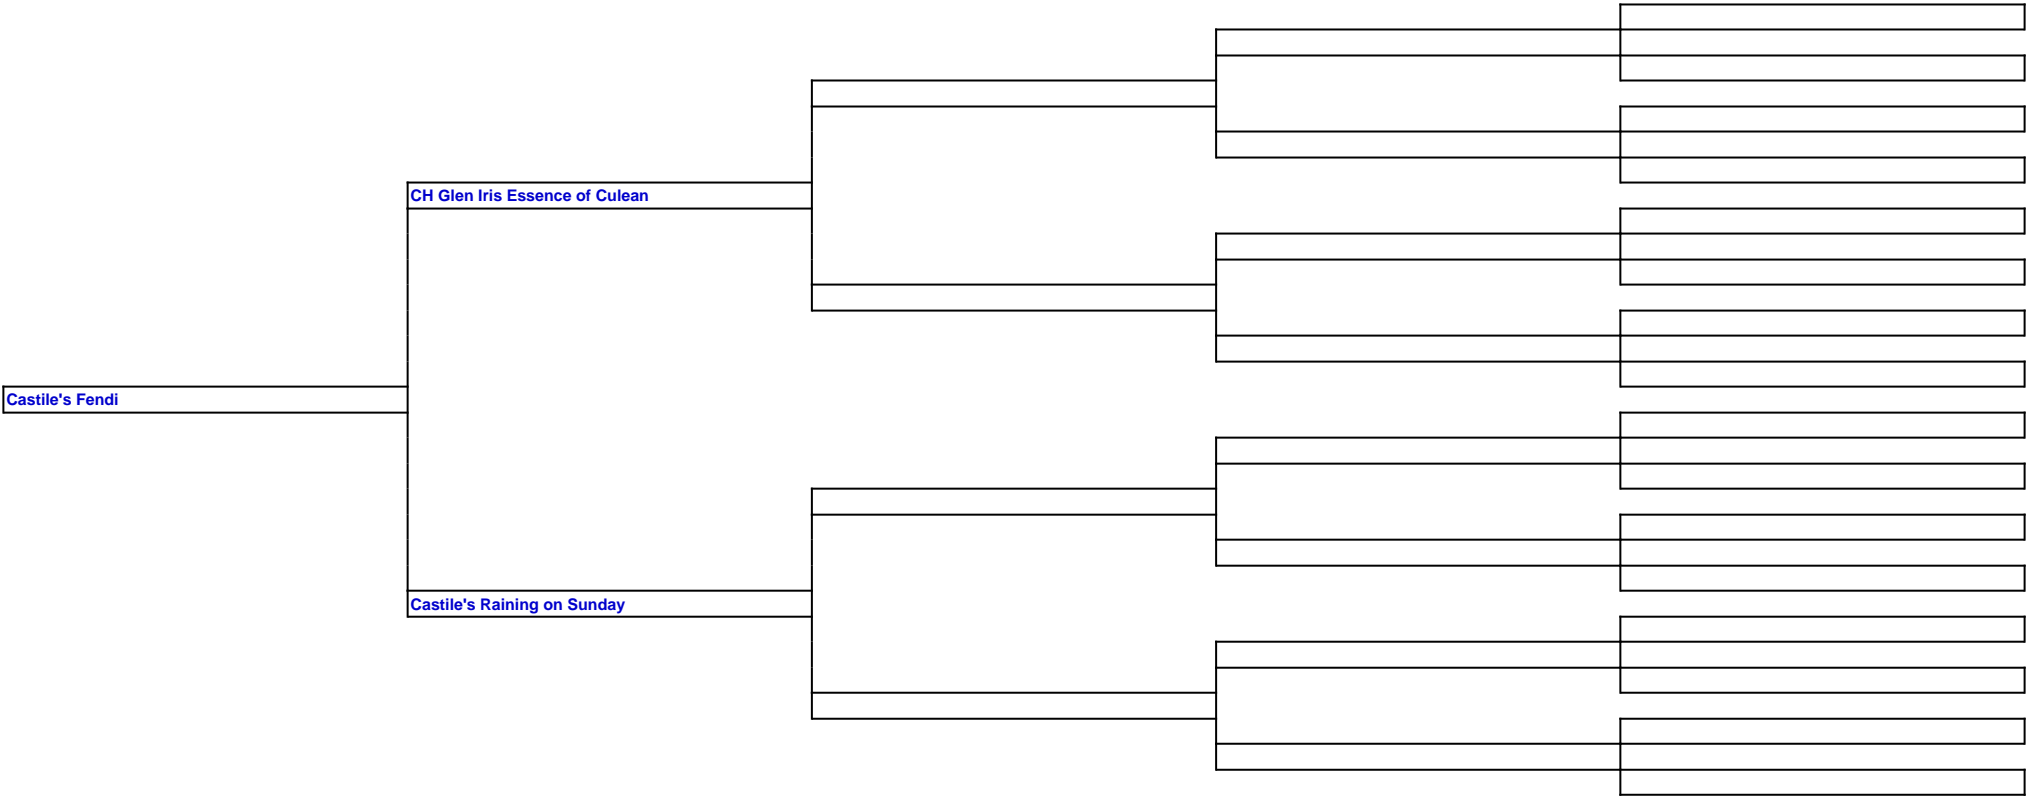 CH Glen Iris Essence of Culean
Castile's Fendi
Castile's Raining on Sunday